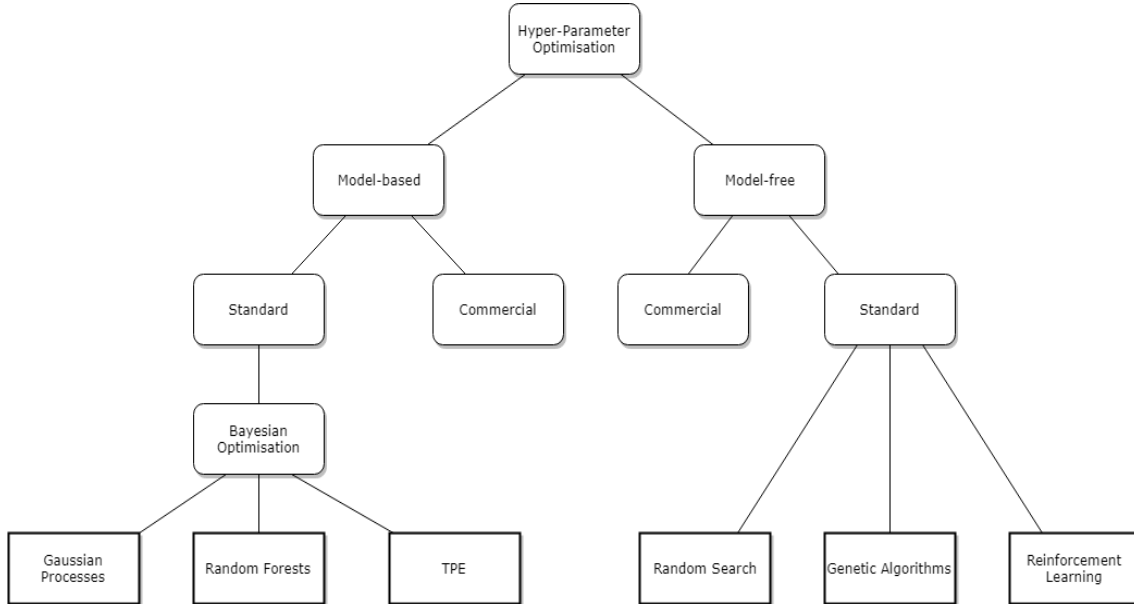 Hyper-Parameter
Optimisation
Model-based
Model-free
Standard
Commercial
Commercial
Standard
Bayesian
Optimisation
Gaussian
Processes
Random Forests
TPE
Random Search
Genetic Algorithms
Reinforcement
Learning